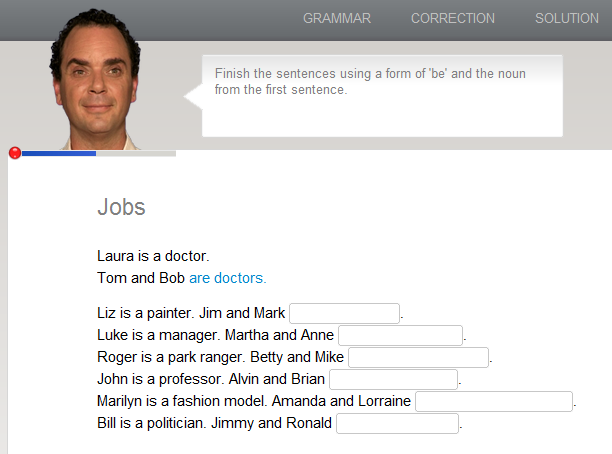 GRAMMAR CORRECTION SOLUTION
Finish the sentences using a form of 'be' and the noun
from the first sentence.
Jobs
Laura is a doctor.
Tom and Bob are doctors.
Liz is a painter. Jim and Mark .
Luke is a manager. Martha and Anne .
Roger is a park ranger. Betty and Mike .
John is a professor. Alvin and Brian .
Marilyn is a fashion model. Amanda and Lorraine .
Bill is a politician. Jimmy and Ronald .